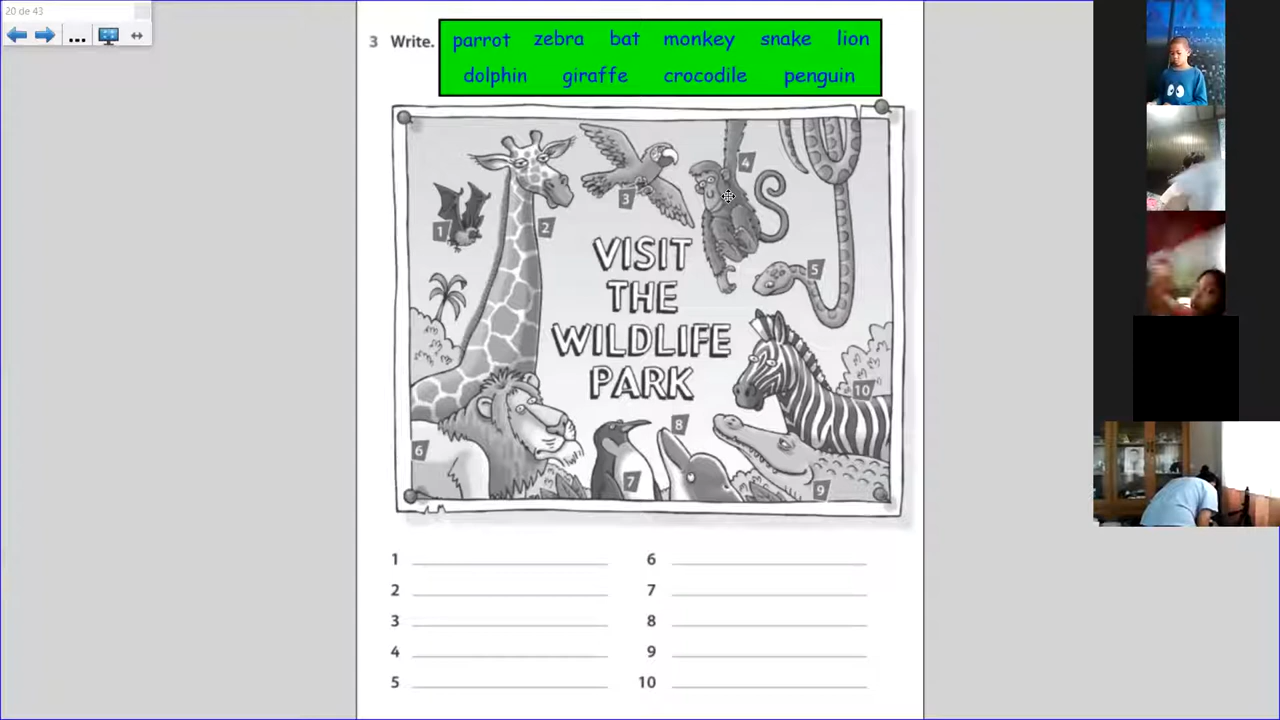 20 de 43
...
3 Write.
parrot zebra bat monkey snake lion
dolphin giraffe crocodile penguin
1
2
3
4
5
6
7
8
9
10
VISIT
THE
WILDLIFE
PARK
1 6
2 7
3 8
4 9
5 10